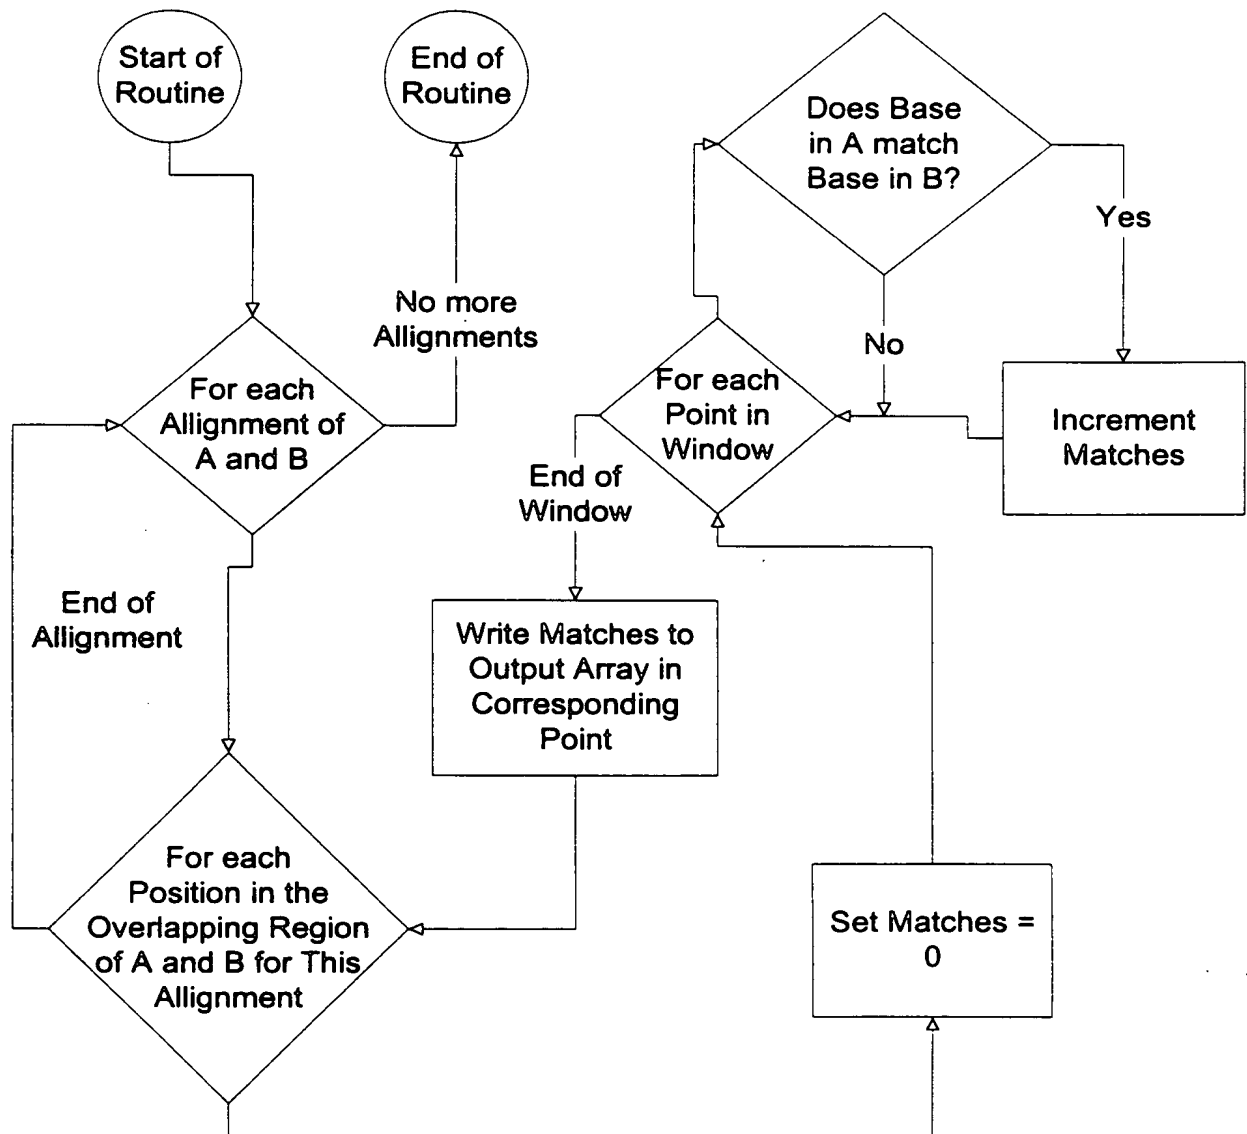 Start of
Routine
End of
Routine
Does Base
in A match
Base in B?
Yes
No more
Allignments
No
For each
Allignment of
A and B
For each
Point in
Window
Increment
Matches
End of
Window
End of
Allignment
Write Matches to
Output Array in
Corresponding
Point
For each
Position in the
Overlapping Region
of A and B for This
Allignment
Set Matches =
0